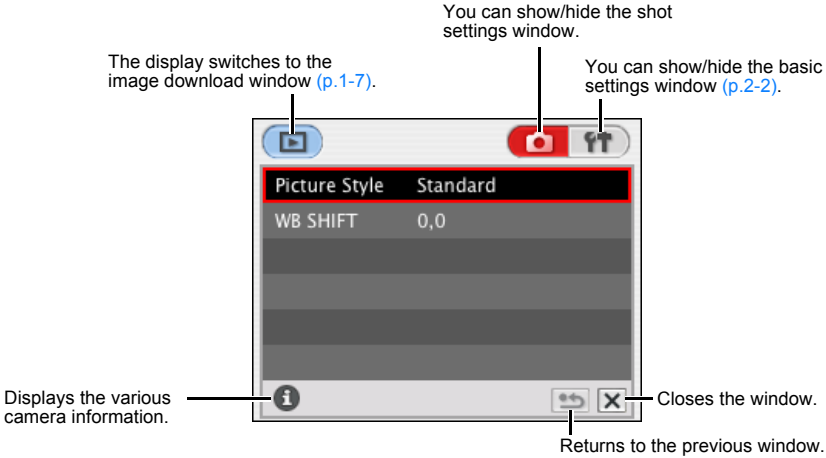 You can show/hide the shot
settings window.
The display switches to the
image download window (p.1-7).
You can show/hide the basic
settings window (p.2-2).
Picture Style Standard
WB SHIFT 0,0
Displays the various
camera information.
Closes the window.
Returns to the previous window.